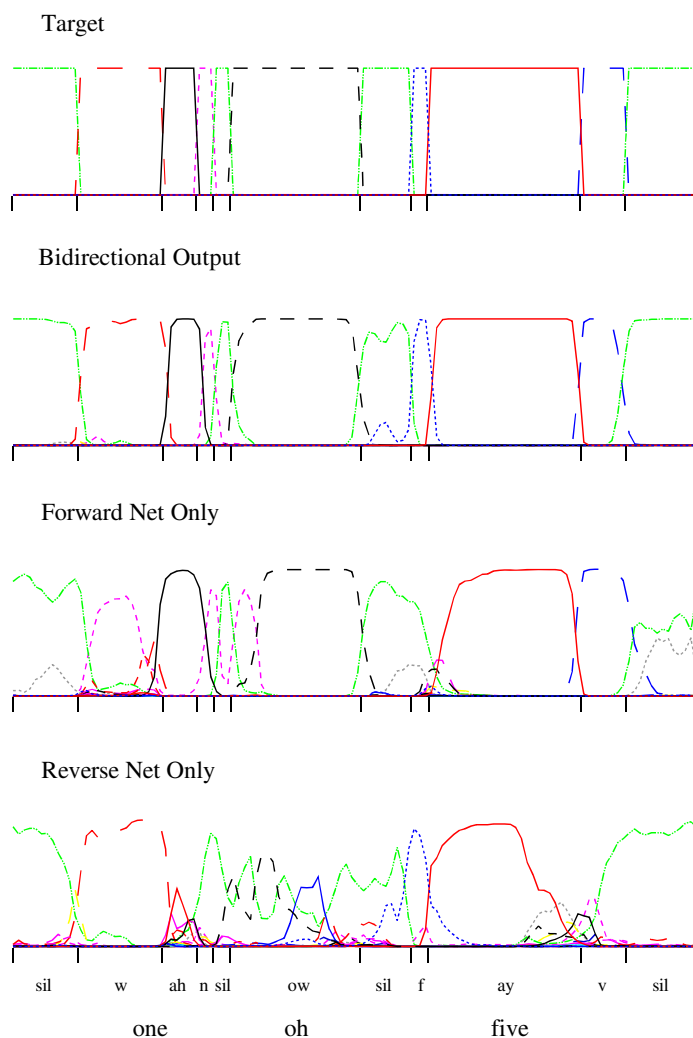 Target
Bidirectional Output
Forward Net Only
Reverse Net Only
sil w ah n sil ow sil f ay v sil
one oh five